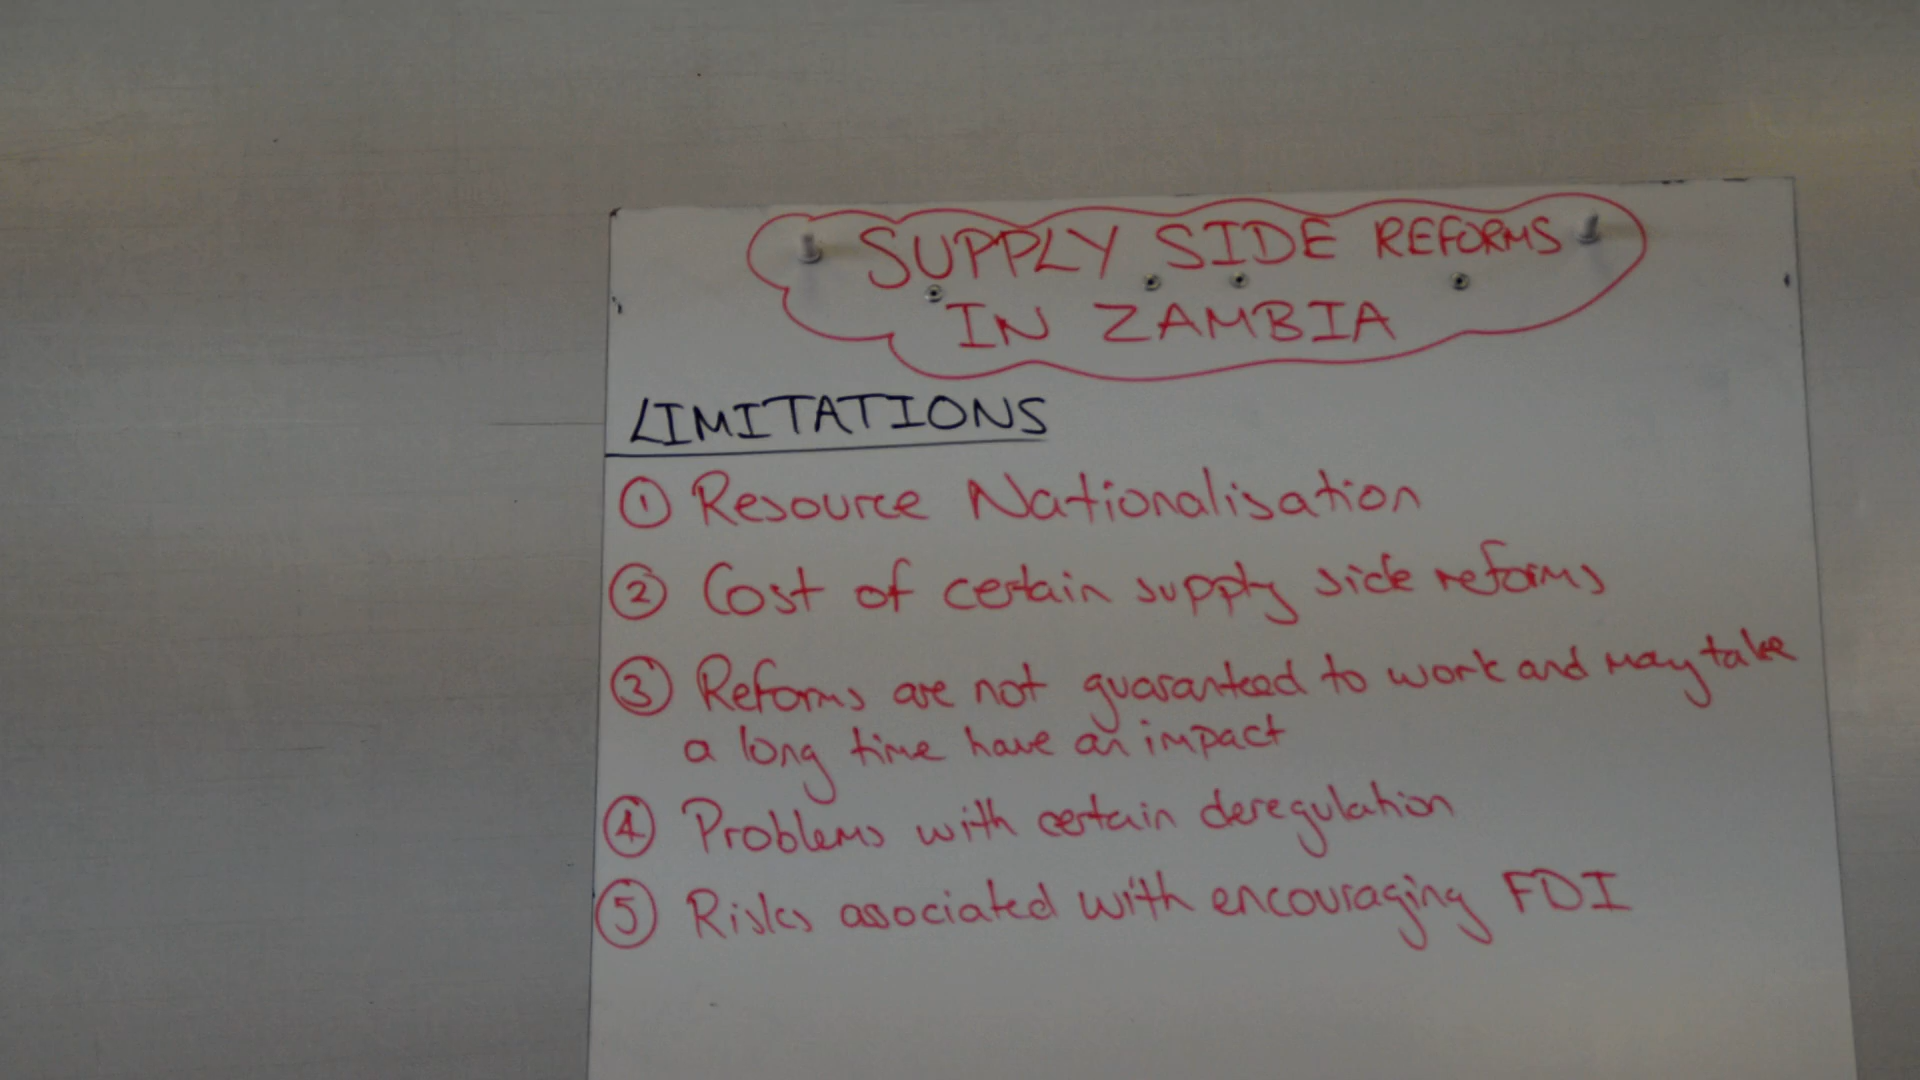 SUPPLY SIDE REFORMS
IN ZAMBIA
LIMITATIONS
① Resource Nationalisation
② Cost of certain supply side reforms
③ Reforms are not guaranteed to work and may take
a long time have an impact
④ Problems with certain deregulation
⑤ Risks associated with encouraging FDI